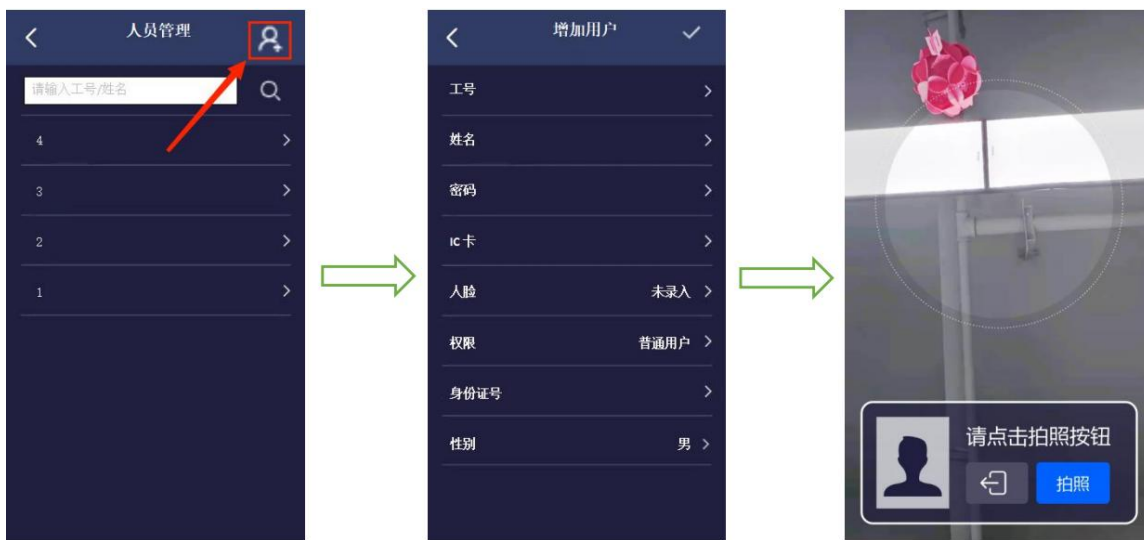 人员管理
请输入工号/姓名
4
3
2
1
增加用户
工号
姓名
密码
IC 卡
人脸 未录入
权限 普通用户
身份证号
性别 男
请点击拍照按钮
拍照